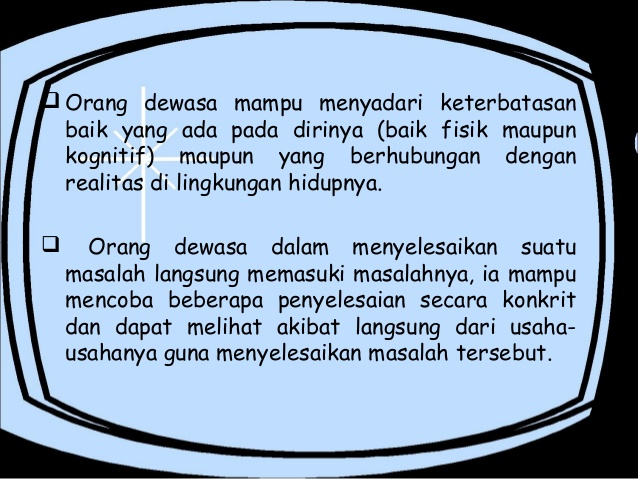 ❑ Orang dewasa mampu menyadari keterbatasan
baik yang ada pada dirinya (baik fisik maupun
kognitif) maupun yang berhubungan dengan
realitas di lingkungan hidupnya.
❑ Orang dewasa dalam menyelesaikan suatu
masalah langsung memasuki masalahnya, ia mampu
mencoba beberapa penyelesaian secara konkrit
dan dapat melihat akibat langsung dari usaha-
usahanya guna menyelesaikan masalah tersebut.